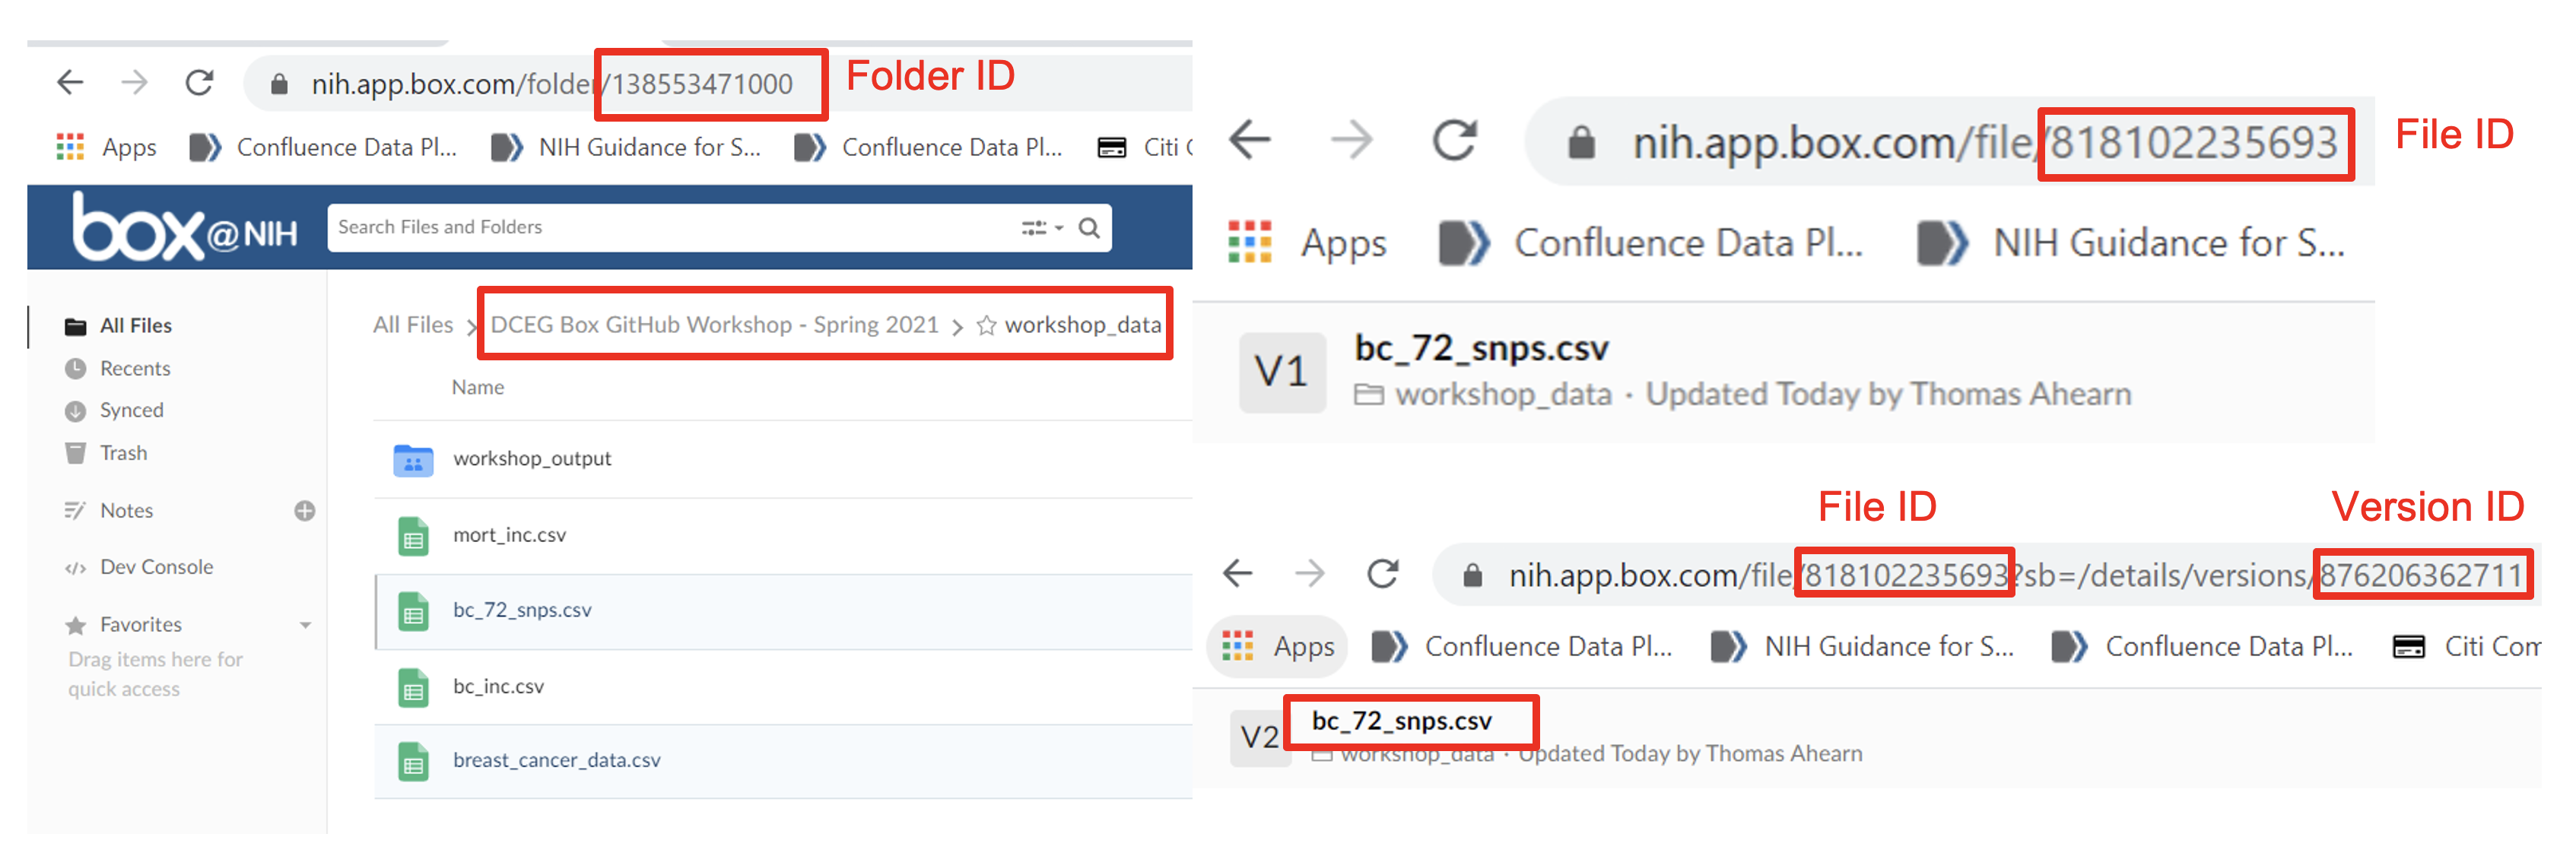 nih.app.box.com/folder/138553471000
Folder ID
Apps
Confluence Data Pl...
NIH Guidance for S...
Confluence Data Pl...
Citi
box@NIH
Search Files and Folders
All Files
Recents
Synced
Trash
Notes
</> Dev Console
Favorites
Drag items here for
quick access
All Files > DCEG Box GitHub Workshop - Spring 2021 > workshop_data
Name
workshop_output
mort_inc.csv
bc_72_snps.csv
bc_inc.csv
breast_cancer_data.csv
nih.app.box.com/file/818102235693
File ID
Apps
Confluence Data Pl...
NIH Guidance for S...
V1
bc_72_snps.csv
workshop_data · Updated Today by Thomas Ahearn
File ID
Version ID
nih.app.box.com/file/818102235693?sb=/details/versions/876206362711
Apps
Confluence Data Pl...
NIH Guidance for S...
Confluence Data Pl...
Citi Com
V2
bc_72_snps.csv
workshop_data · Updated Today by Thomas Ahearn